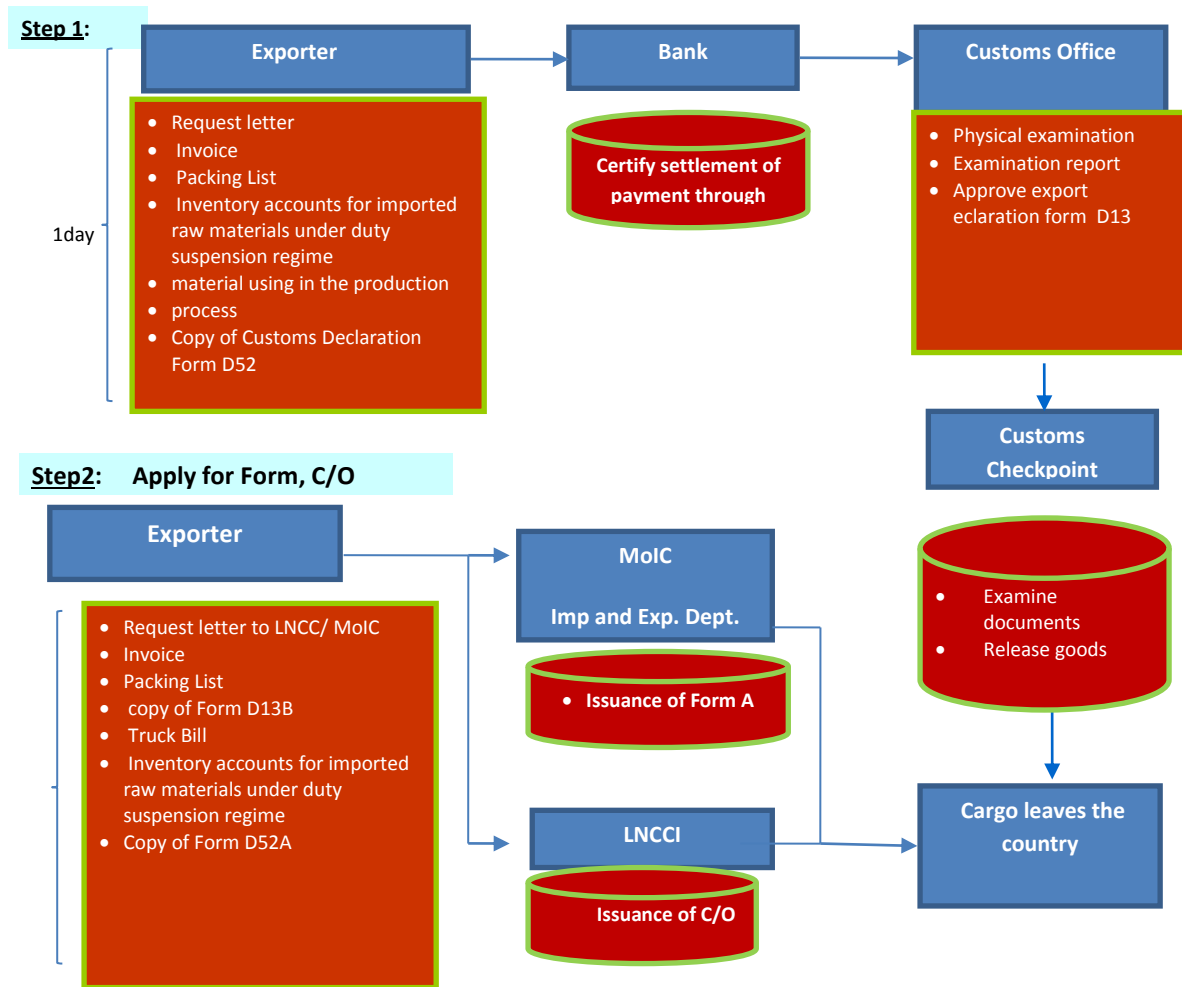 Step 1:
Exporter
Bank
Customs Office
• Request letter
• Invoice
• Packing List
• Inventory accounts for imported
raw materials under duty
suspension regime
• material using in the production
• process
• Copy of Customs Declaration
Form D52
1day
Certify settlement of
payment through
• Physical examination
• Examination report
• Approve export
eclaration form D13
Customs
Checkpoint
Step2: Apply for Form, C/O
Exporter
MoIC
Imp and Exp. Dept.
• Examine
documents
• Release goods
• Request letter to LNCC/ MoIC
• Invoice
• Packing List
• copy of Form D13B
• Truck Bill
• Inventory accounts for imported
raw materials under duty
suspension regime
• Copy of Form D52A
• Issuance of Form A
LNCCI
Issuance of C/O
Cargo leaves the
country